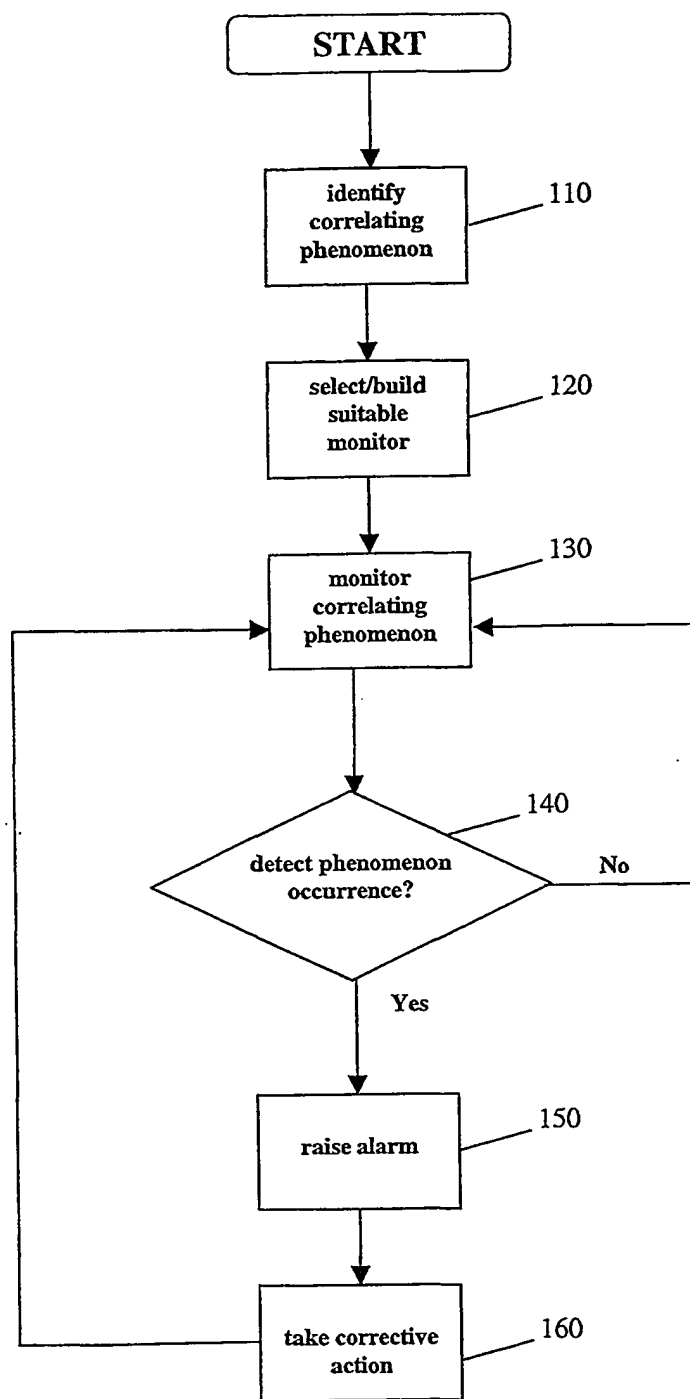 START
identify
correlating
phenomenon
110
select/build
suitable
monitor
120
monitor
correlating
phenomenon
130
detect phenomenon
occurrence?
140
No
Yes
raise alarm
150
take corrective
action
160